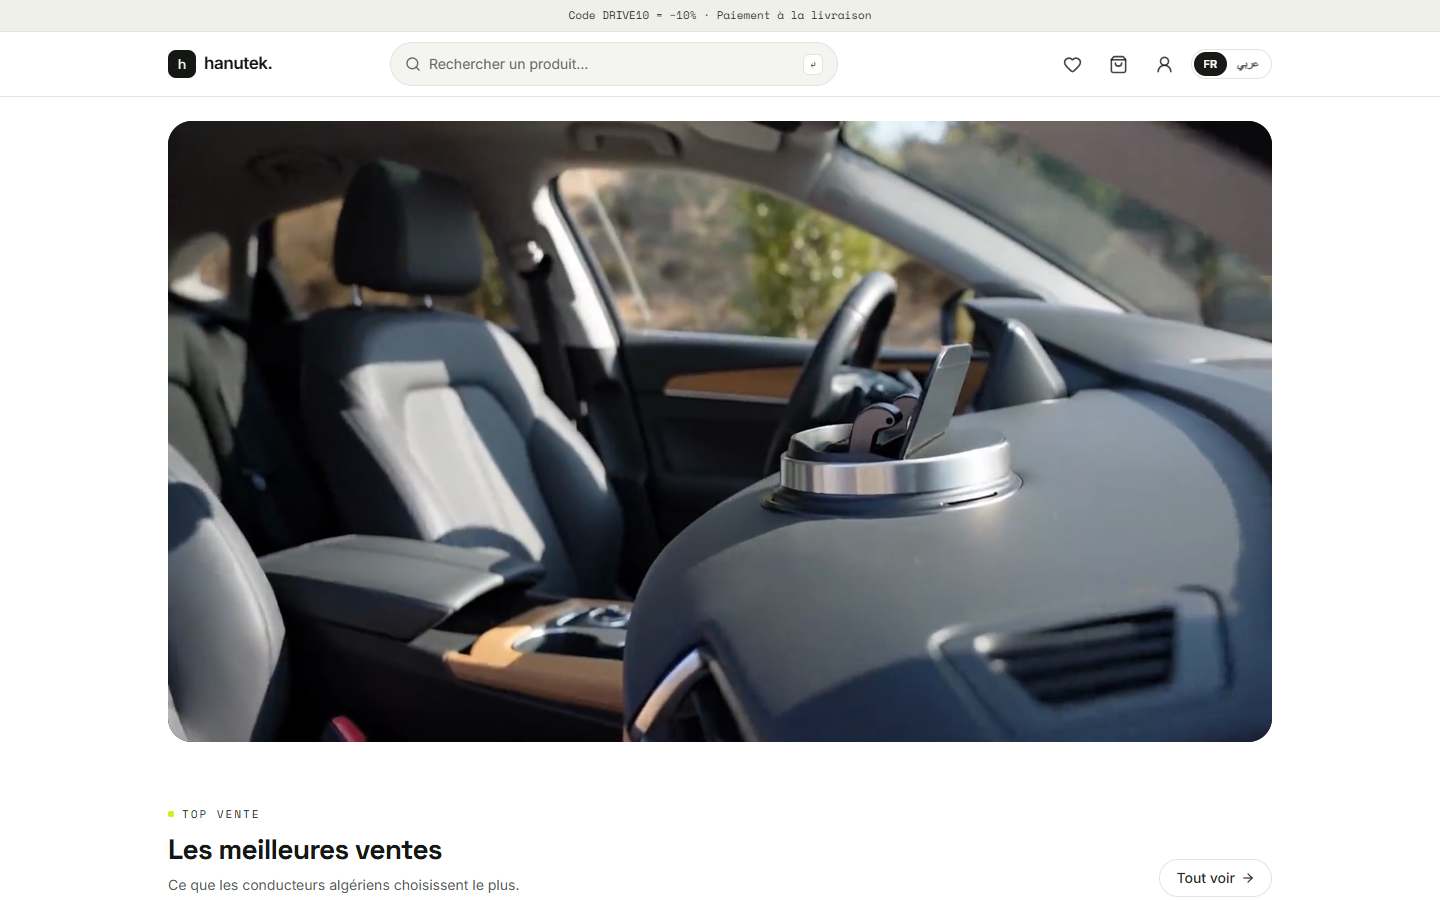 Code DRIVE10 = -10% · Paiement à la livraison
h hanutek.
Rechercher un produit...
FR عربي
TOP VENTE
Les meilleures ventes
Ce que les conducteurs algériens choisissent le plus.
Tout voir →